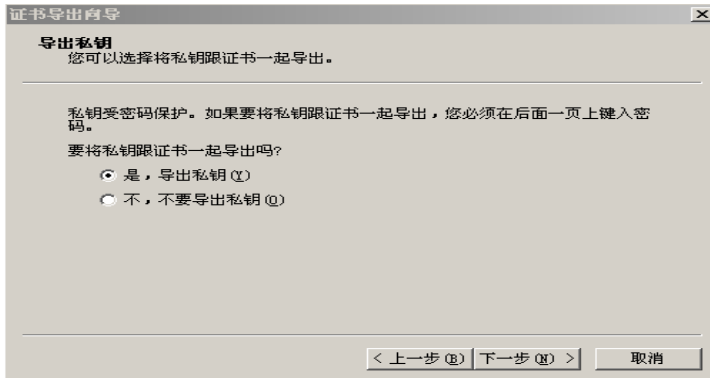 证书导出向导
导出私钥
您可以选择将私钥跟证书一起导出。
私钥受密码保护。如果要将私钥跟证书一起导出，您必须在后面一页上键入密
码。
要将私钥跟证书一起导出吗?
是，导出私钥(Y)
不，不要导出私钥(O)
< 上一步(B) 下一步(N) > 取消